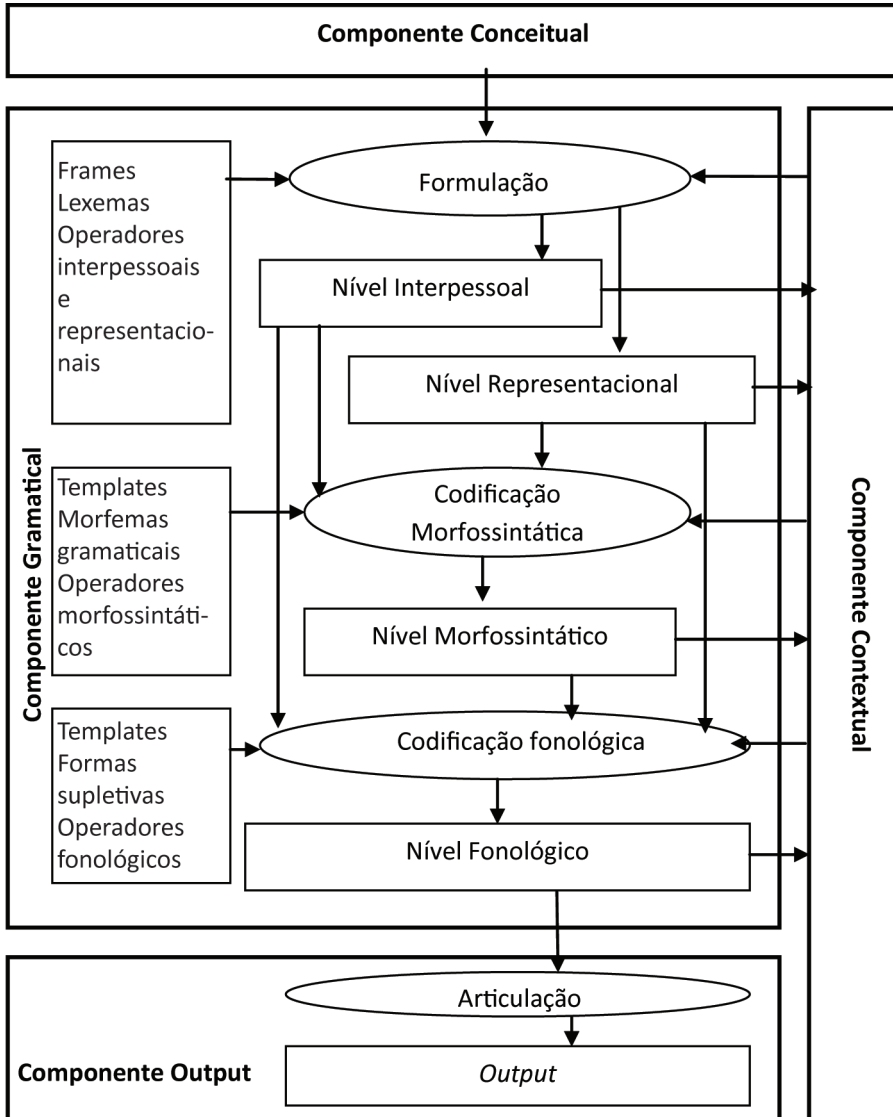 Componente Conceitual
Frames
Lexemas
Operadores
interpessoais
e
representacio-
nais
Formulação
Nível Interpessoal
Nível Representacional
Componente Gramatical
Templates
Morfemas
gramaticais
Operadores
morfossintáti-
cos
Codificação
Morfossintática
Nível Morfossintático
Componente Contextual
Templates
Formas
supletivas
Operadores
fonológicos
Codificação fonológica
Nível Fonológico
Articulação
Componente Output
Output